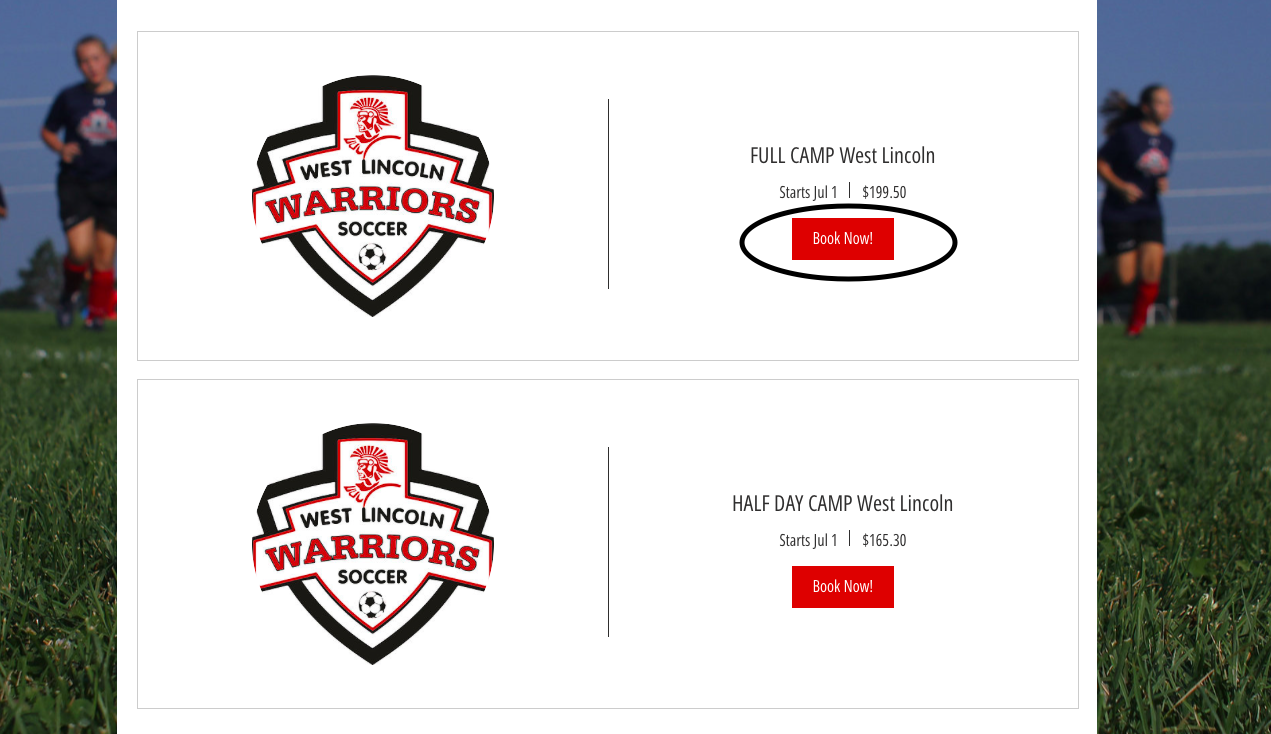 WEST LINCOLN
WARRIORS
SOCCER
FULL CAMP West Lincoln
Starts Jul 1 | $199.50
Book Now!
WEST LINCOLN
WARRIORS
SOCCER
HALF DAY CAMP West Lincoln
Starts Jul 1 | $165.30
Book Now!